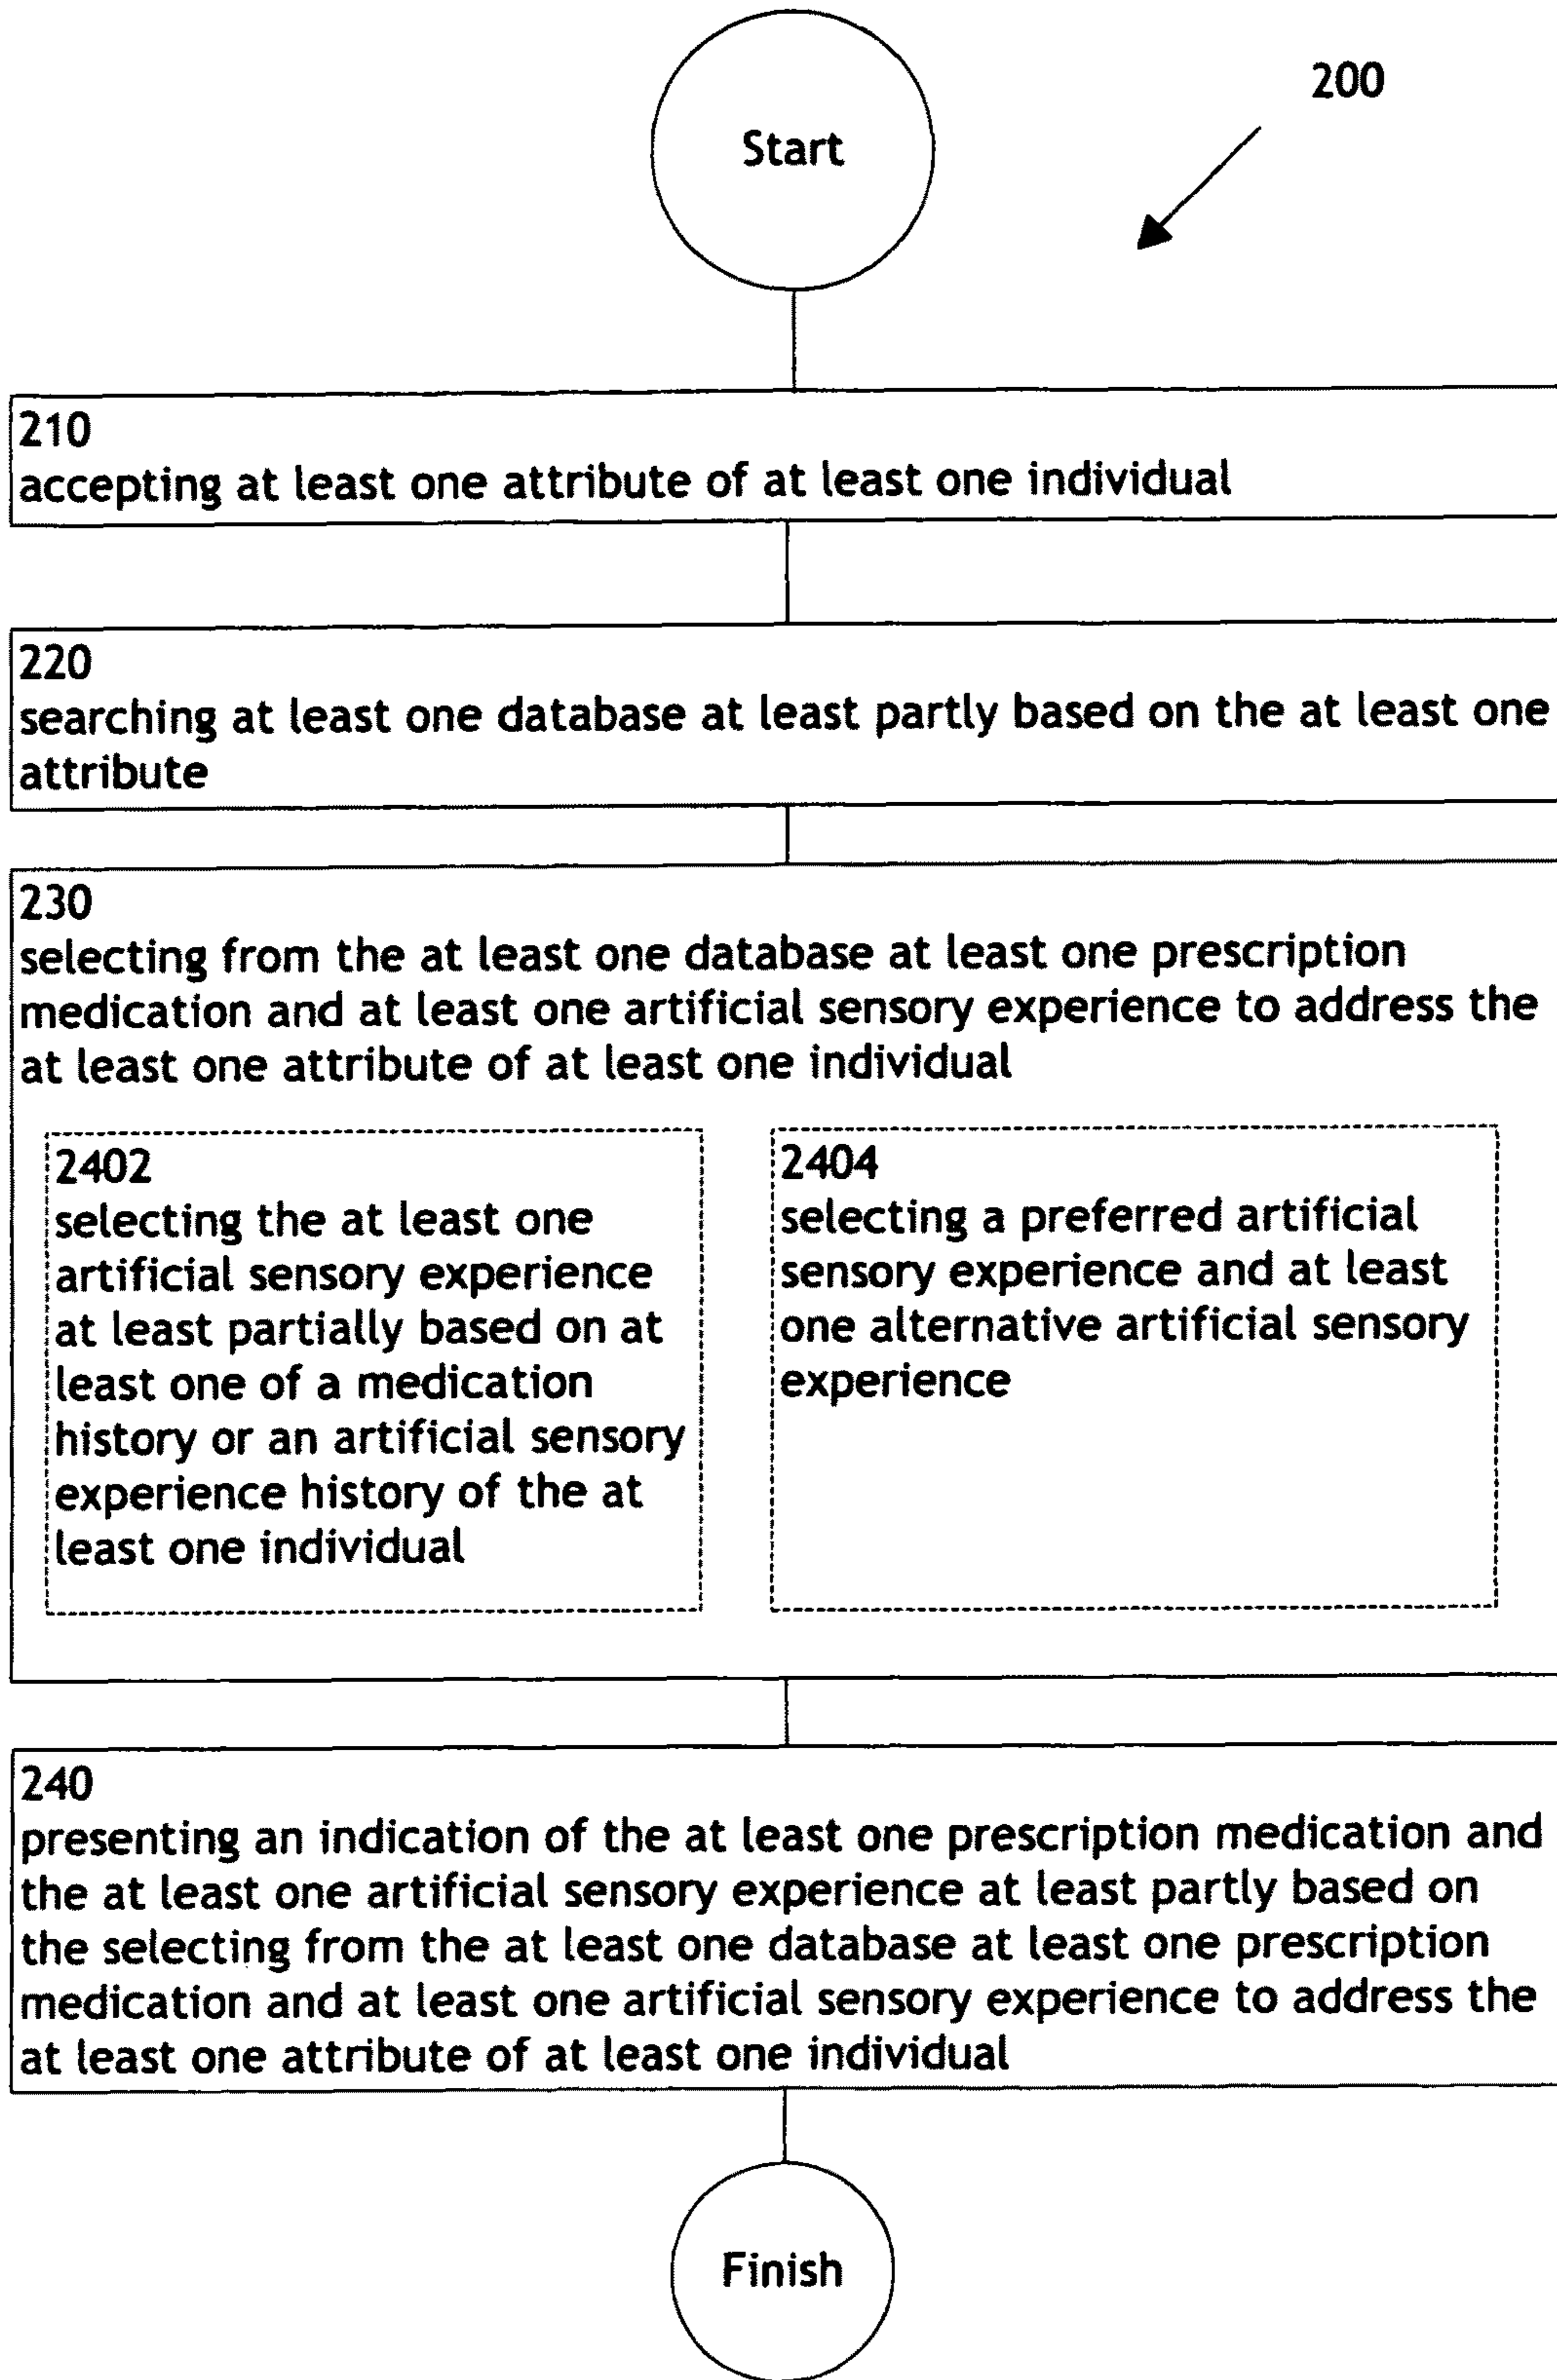 Start
200
210
accepting at least one attribute of at least one individual
220
searching at least one database at least partly based on the at least one
attribute
230
selecting from the at least one database at least one prescription
medication and at least one artificial sensory experience to address the
at least one attribute of at least one individual
2402
selecting the at least one
artificial sensory experience
at least partially based on at
least one of a medication
history or an artificial sensory
experience history of the at
least one individual
2404
selecting a preferred artificial
sensory experience and at least
one alternative artificial sensory
experience
240
presenting an indication of the at least one prescription medication and
the at least one artificial sensory experience at least partly based on
the selecting from the at least one database at least one prescription
medication and at least one artificial sensory experience to address the
at least one attribute of at least one individual
Finish